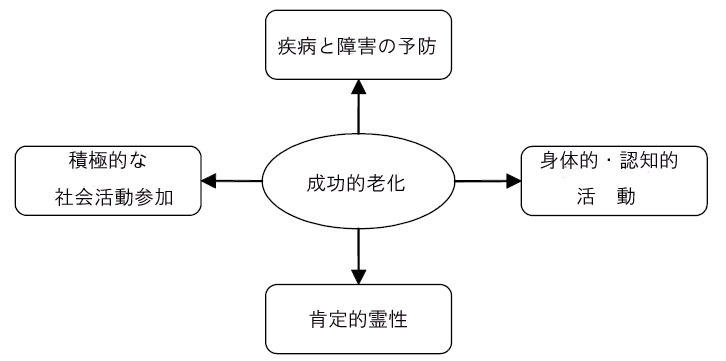 疾病と障害の予防
積極的な
社会活動参加
成功的老化
身体的・認知的
活　動
肯定的霊性